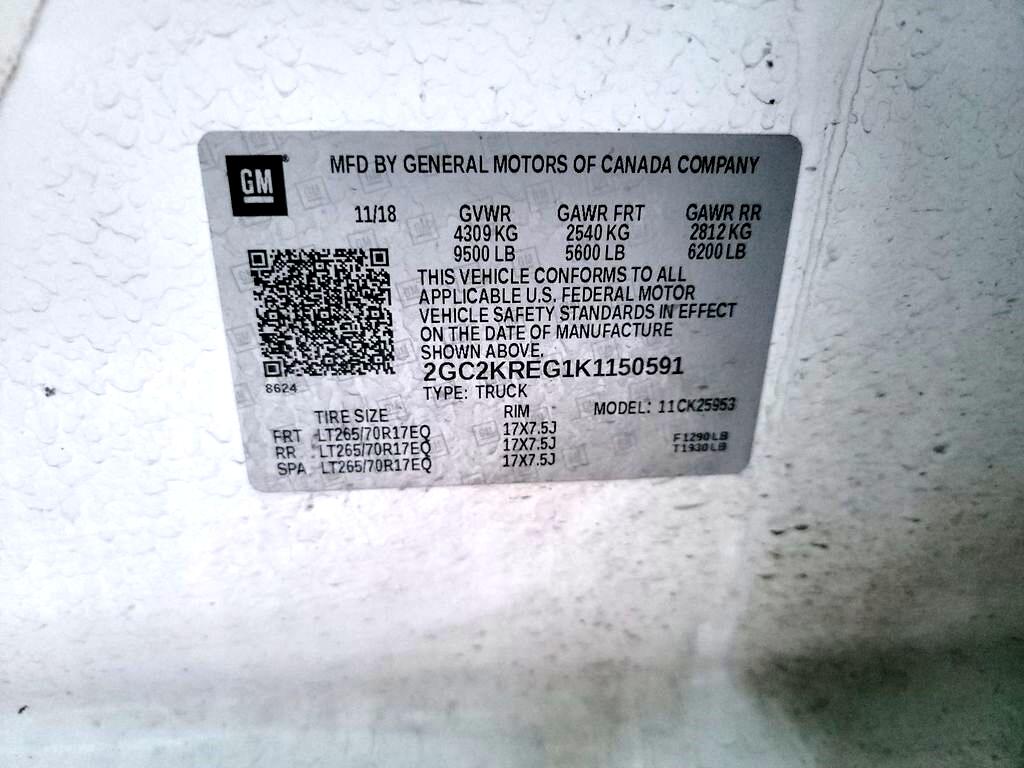 GM
MFD BY GENERAL MOTORS OF CANADA COMPANY
11/18 GVWR GAWR FRT GAWR RR
4309 KG 2540 KG 2812 KG
9500 LB 5600 LB 6200 LB
THIS VEHICLE CONFORMS TO ALL
APPLICABLE U.S. FEDERAL MOTOR
VEHICLE SAFETY STANDARDS IN EFFECT
ON THE DATE OF MANUFACTURE
SHOWN ABOVE.
2GC2KREG1K1150591
8624
TYPE: TRUCK
TIRE SIZE RIM MODEL: 11CK25953
FRT LT265/70R17EQ 17X7.5J
RR LT265/70R17EQ 17X7.5J F1290LB
SPA LT265/70R17EQ 17X7.5J T1930LB